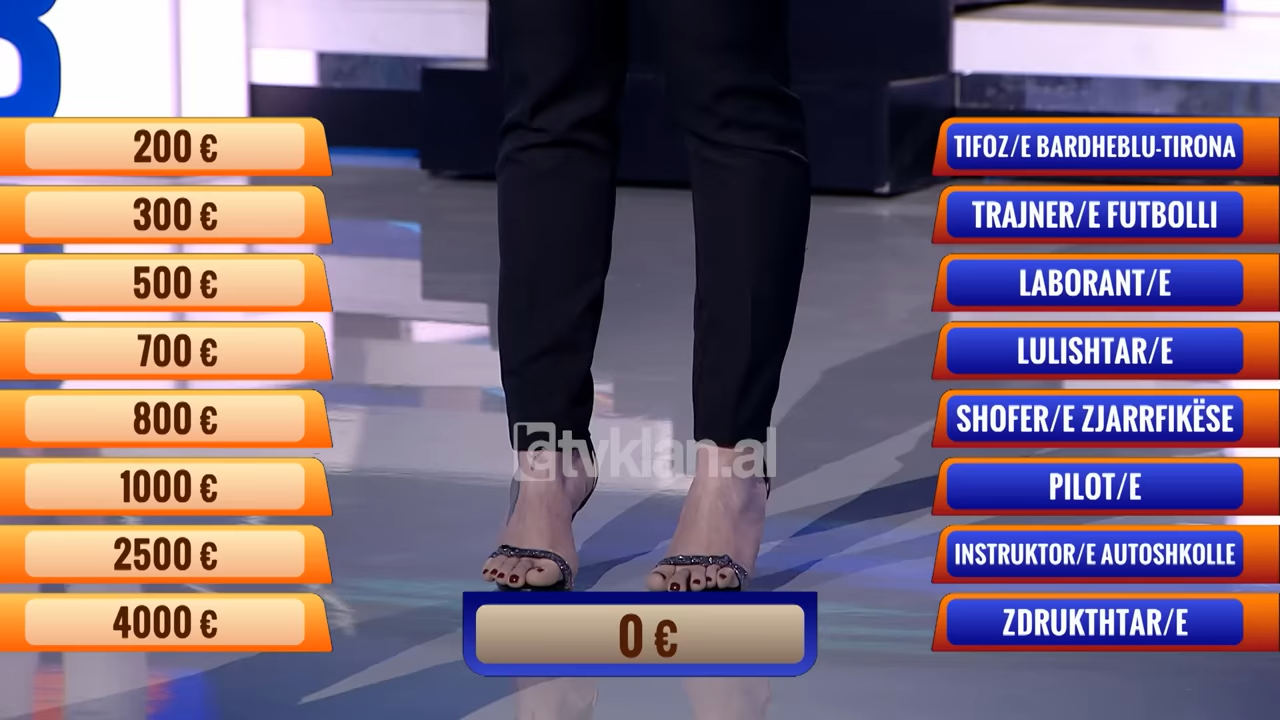 200 €
300 €
500 €
700 €
800 €
1000 €
2500 €
4000 €
TIFOZ/E BARDHEBLU-TIRONA
TRAJNER/E FUTBOLLI
LABORANT/E
LULISHTAR/E
SHOFER/E ZJARRFIKËSE
PILOT/E
INSTRUKTOR/E AUTOSHKOLLE
ZDRUKTHTAR/E
tvklan.al
0 €